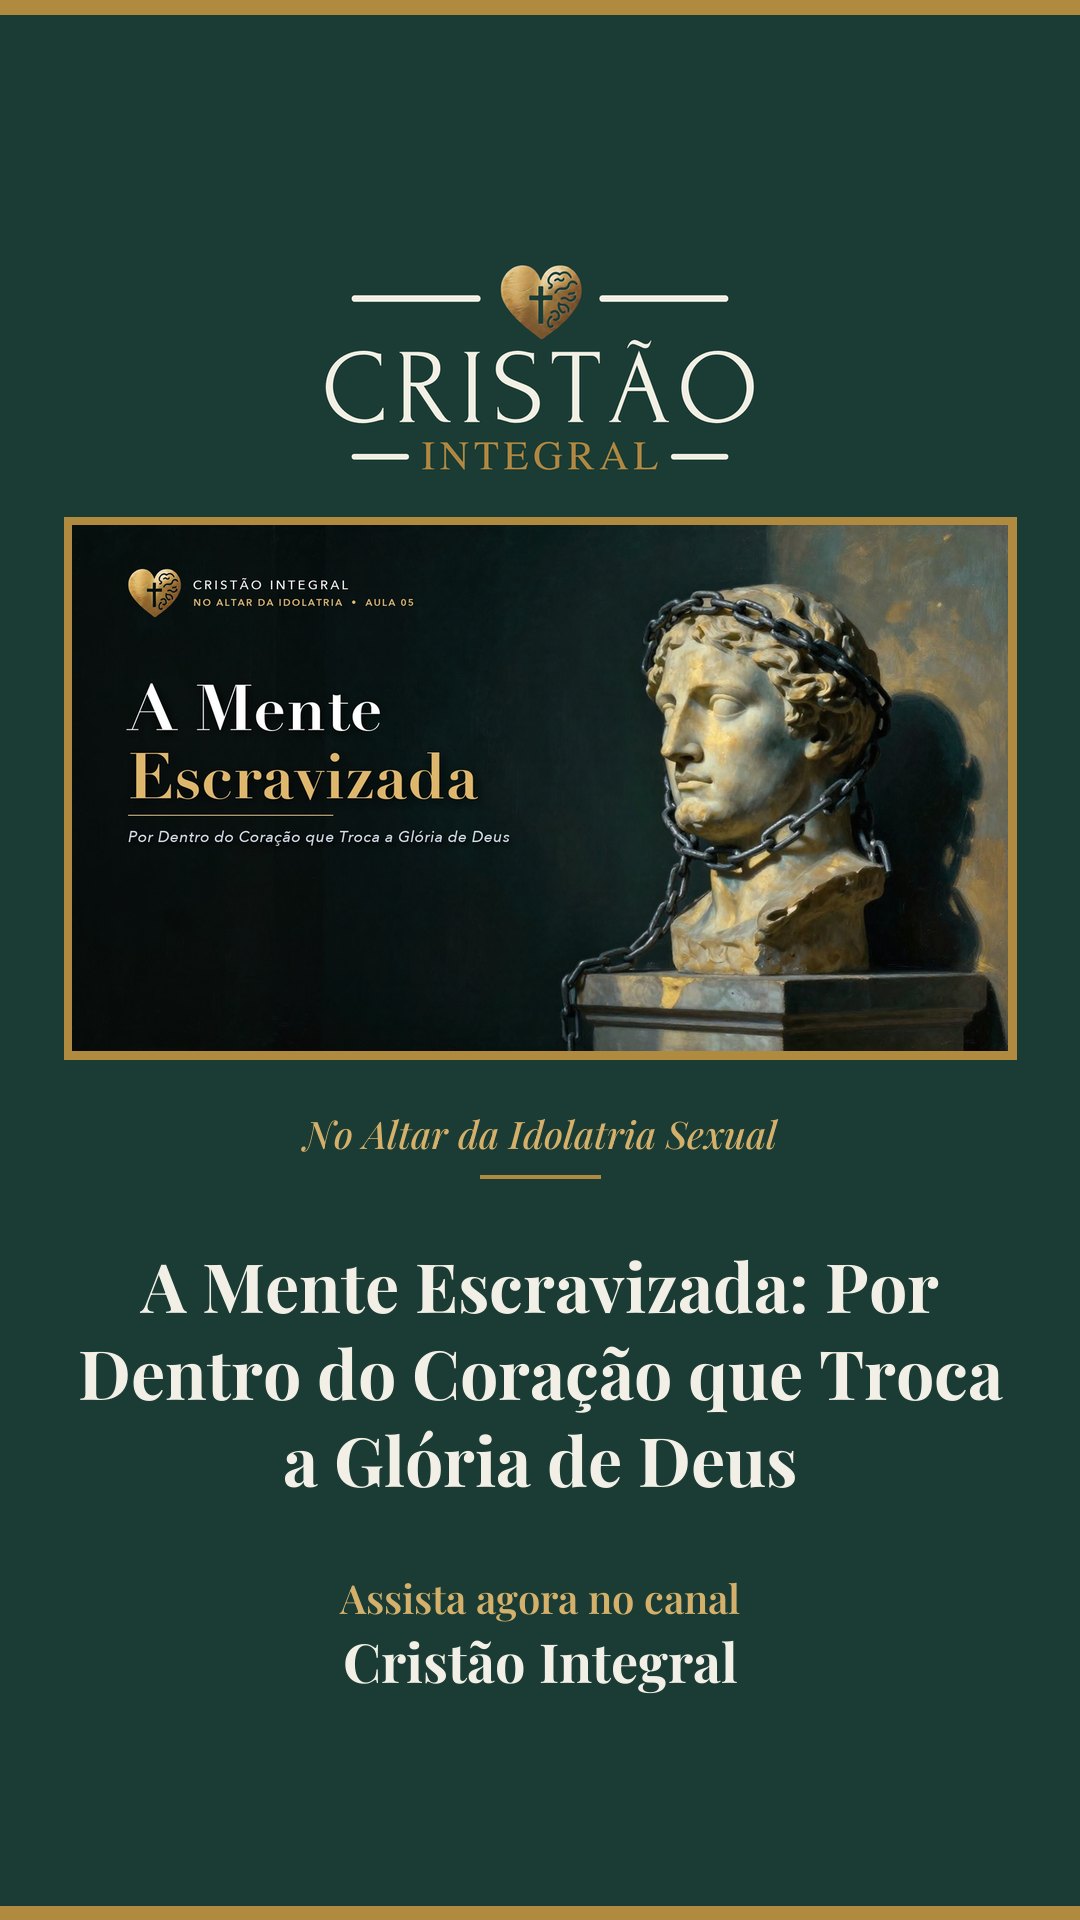 CRISTÃO
INTEGRAL
CRISTÃO INTEGRAL
NO ALTAR DA IDOLATRIA • AULA 05
A Mente
Escravizada
Por Dentro do Coração que Troca a Glória de Deus
No Altar da Idolatria Sexual
A Mente Escravizada: Por
Dentro do Coração que Troca
a Glória de Deus
Assista agora no canal
Cristão Integral